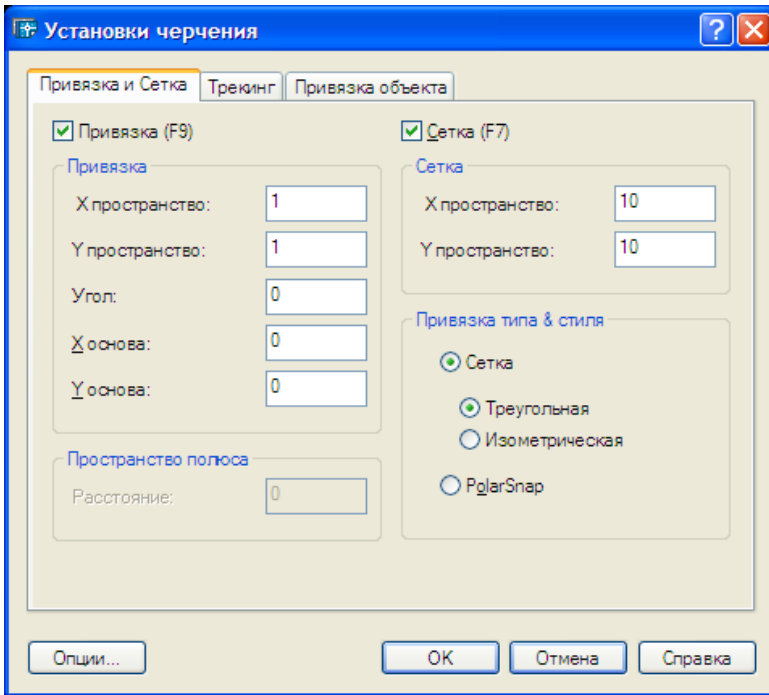 Установки черчения
Привязка и Сетка
Трекинг
Привязка объекта
Привязка (F9)
Привязка
X пространство: 1
Y пространство: 1
Угол: 0
X основа: 0
Y основа: 0
Пространство полюса
Расстояние: 0
Сетка (F7)
Сетка
X пространство: 10
Y пространство: 10
Привязка типа & стиля
Сетка
Треугольная
Изометрическая
PolarSnap
Опции...
OK
Отмена
Справка